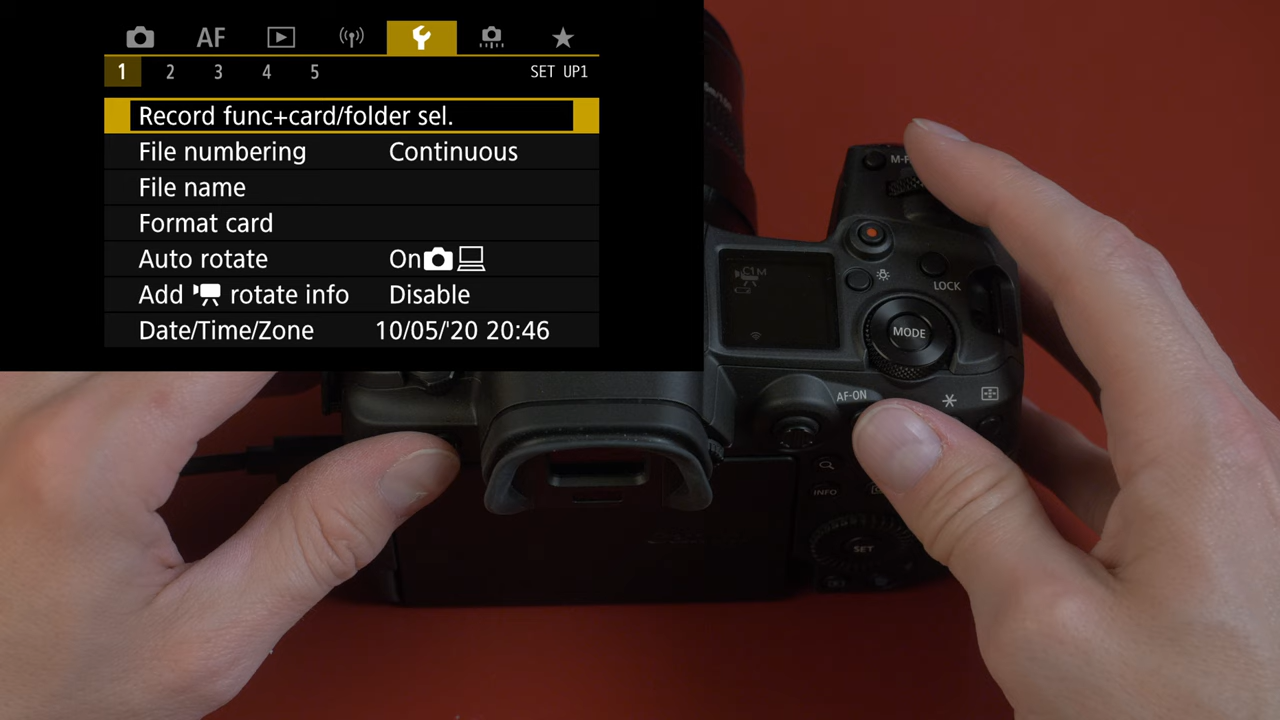 AF
1 2 3 4 5 SET UP1
Record func+card/folder sel.
File numbering Continuous
File name
Format card
Auto rotate On
Add rotate info Disable
Date/Time/Zone 10/05/'20 20:46
C1 M
LOCK
MODE
AF-ON
INFO
SET